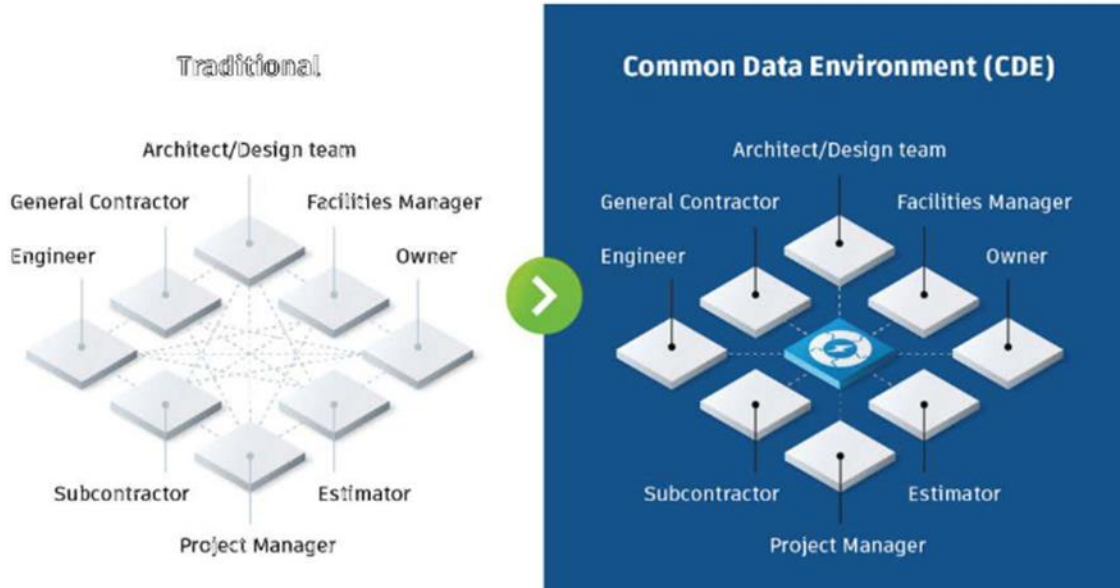 Traditional
Architect/Design team
General Contractor
Facilities Manager
Engineer
Owner
Subcontractor
Estimator
Project Manager
Common Data Environment (CDE)
Architect/Design team
General Contractor
Facilities Manager
Engineer
Owner
Subcontractor
Estimator
Project Manager